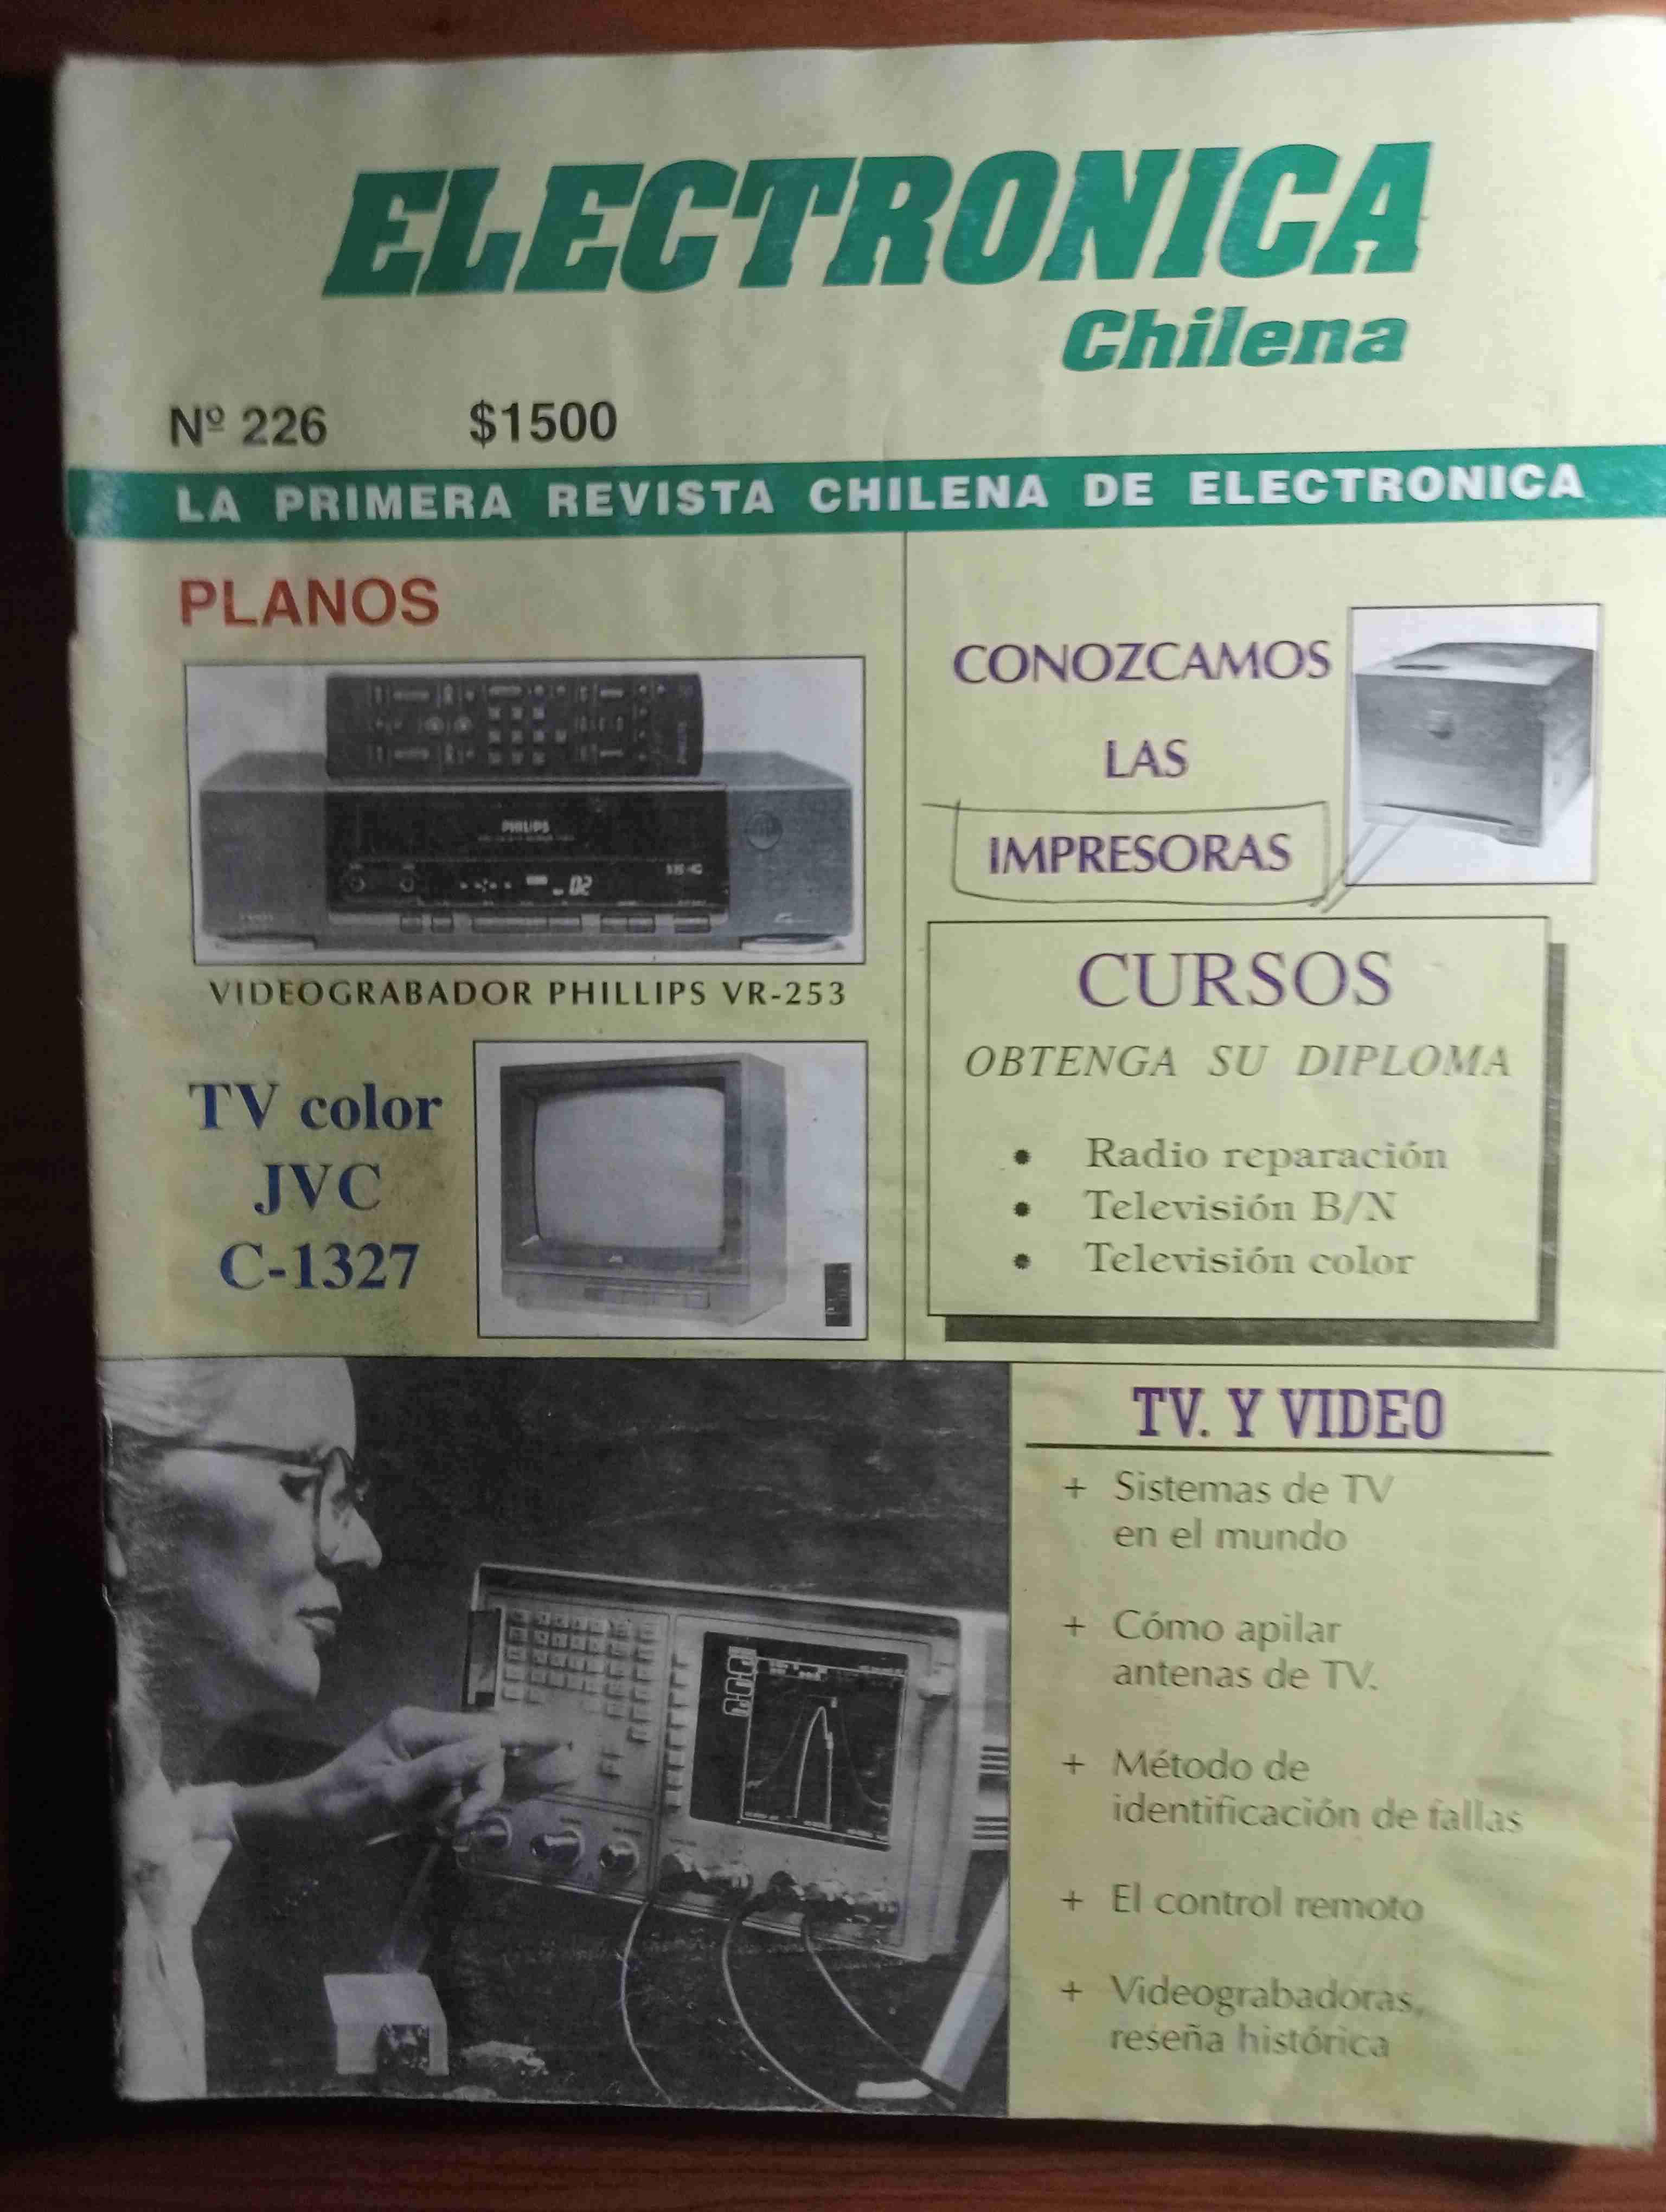 ELECTRONICA
Chilena
Nº 226 $1500
LA PRIMERA REVISTA CHILENA DE ELECTRONICA
PLANOS
PHILIPS
02
VIDEOGRABADOR PHILLIPS VR-253
TV color
JVC
C-1327
CONOZCAMOS
LAS
IMPRESORAS
CURSOS
OBTENGA SU DIPLOMA
• Radio reparación
• Televisión B/N
• Televisión color
TV. Y VIDEO
+ Sistemas de TV
en el mundo
+ Cómo apilar
antenas de TV.
+ Método de
identificación de fallas
+ El control remoto
+ Videograbadoras,
reseña histórica